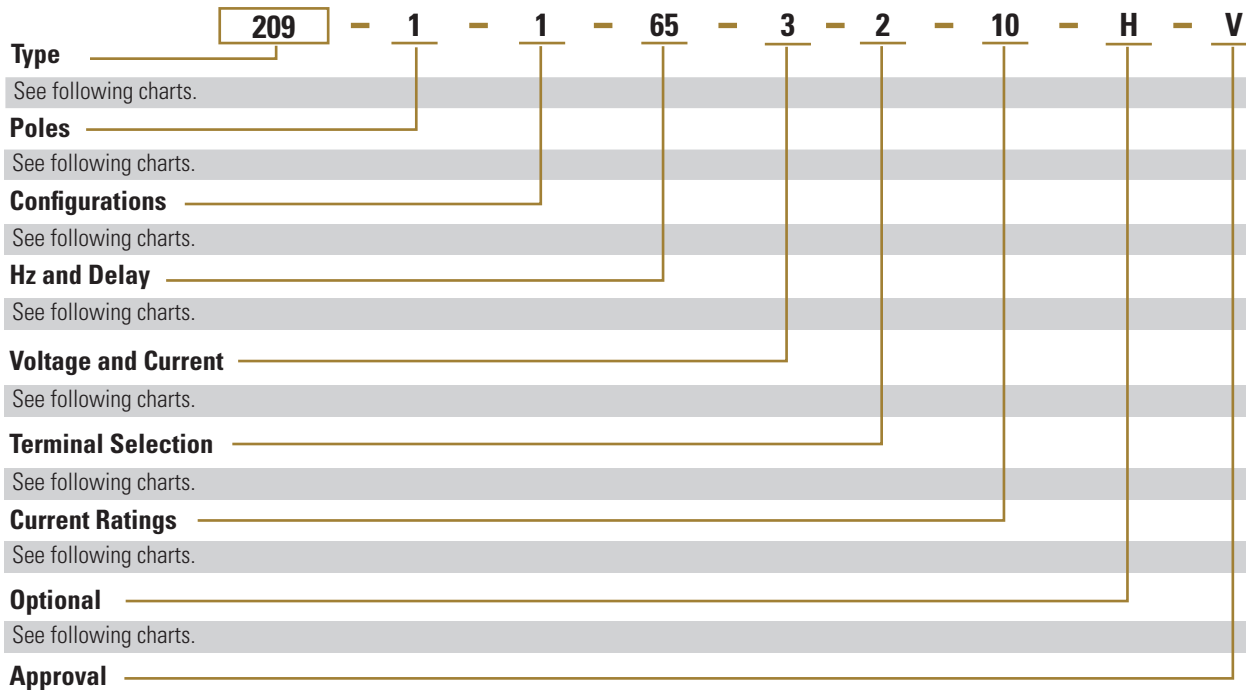 209 – 1 – 1 – 65 – 3 – 2 – 10 – H – V
Type
See following charts.
Poles
See following charts.
Configurations
See following charts.
Hz and Delay
See following charts.
Voltage and Current
See following charts.
Terminal Selection
See following charts.
Current Ratings
See following charts.
Optional
See following charts.
Approval